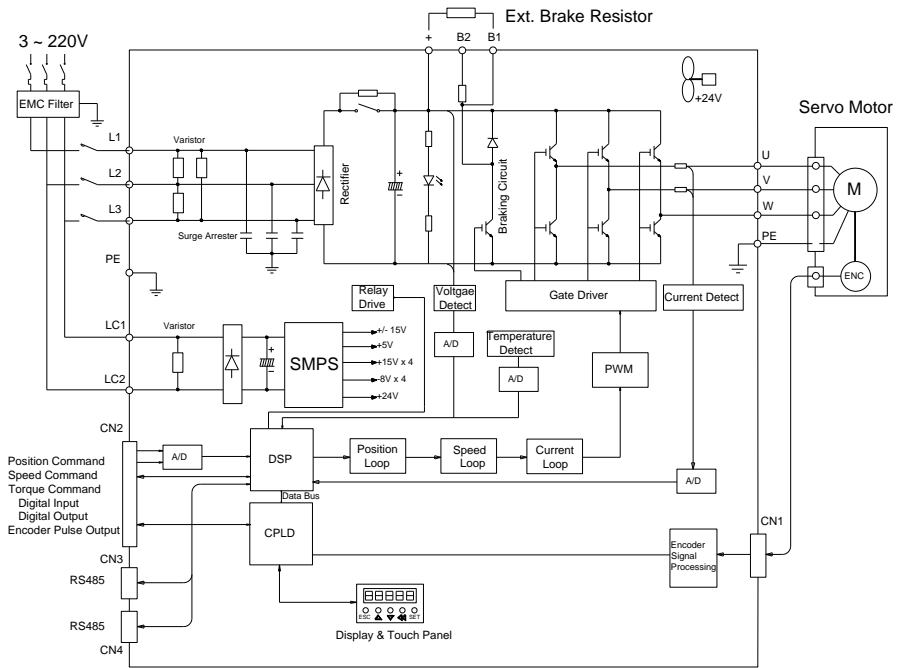 Ext. Brake Resistor
3 ~ 220V
+
B2
B1
EMC Filter
+24V
Servo Motor
L1
Varistor
L2
L3
Surge Arrester
Rectifier
+
−
Braking Circuit
U
V
W
PE
M
ENC
PE
Relay
Drive
Voltgae
Detect
Gate Driver
Current Detect
LC1
Varistor
+
−
SMPS
+/- 15V
+5V
+15V x 4
-8V x 4
+24V
A/D
Temperature
Detect
A/D
PWM
LC2
CN2
Position Command
Speed Command
Torque Command
Digital Input
Digital Output
Encoder Pulse Output
A/D
DSP
Position
Loop
Speed
Loop
Current
Loop
A/D
Data Bus
CPLD
CN1
Encoder
Signal
Processing
CN3
RS485
RS485
CN4
ESC
SET
Display & Touch Panel